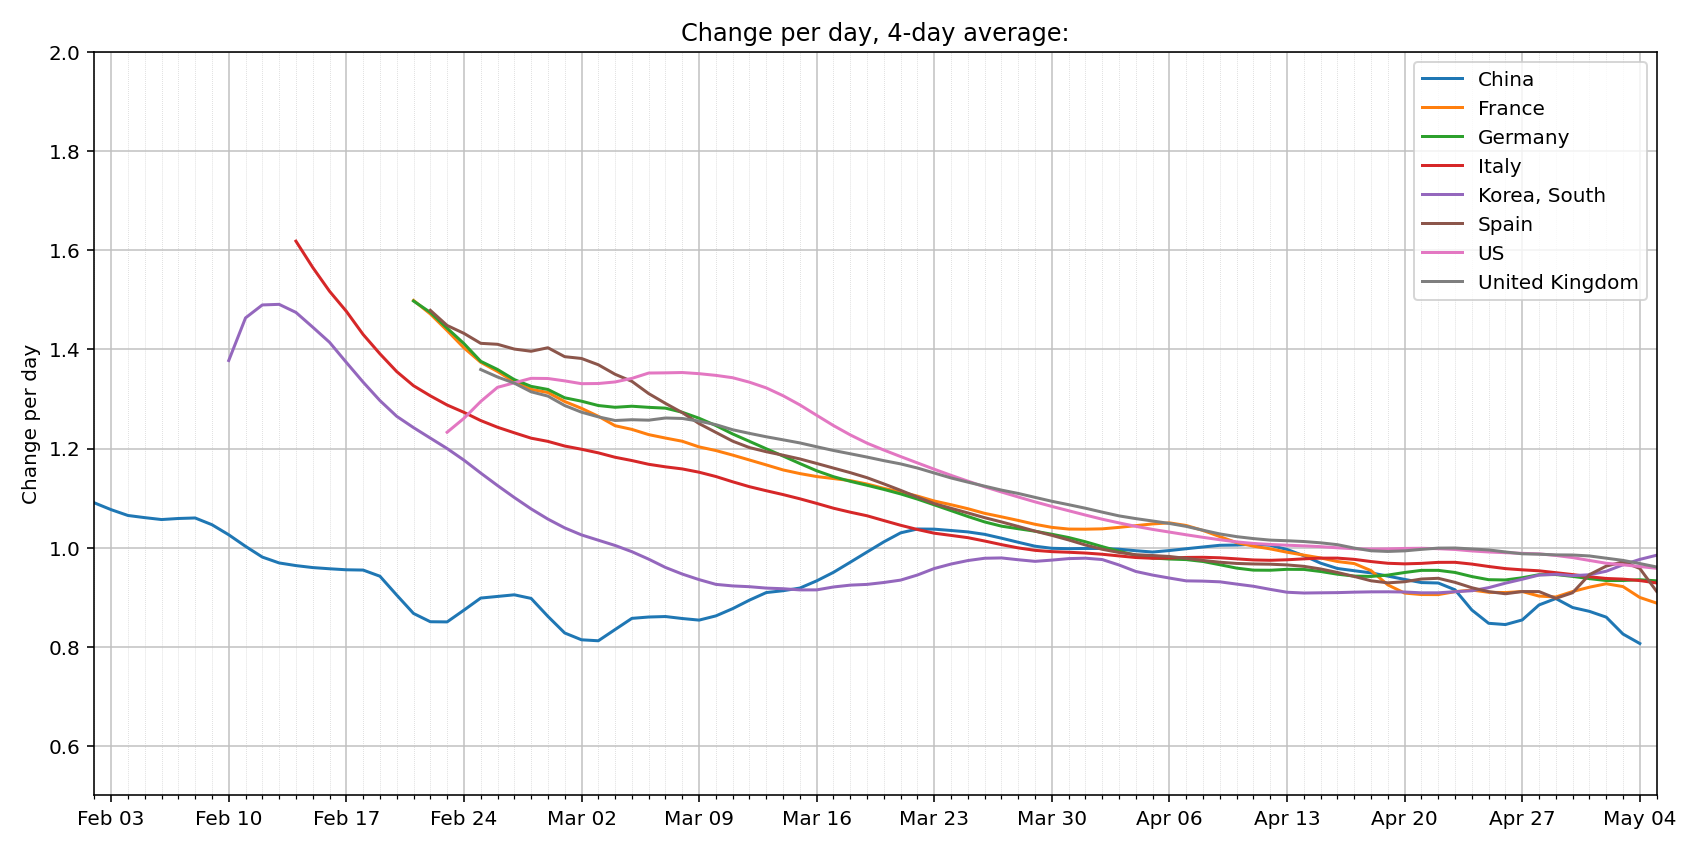 Change per day, 4-day average:
2.0
1.8
1.6
1.4
1.2
1.0
0.8
0.6
Change per day
China
France
Germany
Italy
Korea, South
Spain
US
United Kingdom
Feb 03 Feb 10 Feb 17 Feb 24 Mar 02 Mar 09 Mar 16 Mar 23 Mar 30 Apr 06 Apr 13 Apr 20 Apr 27 May 04